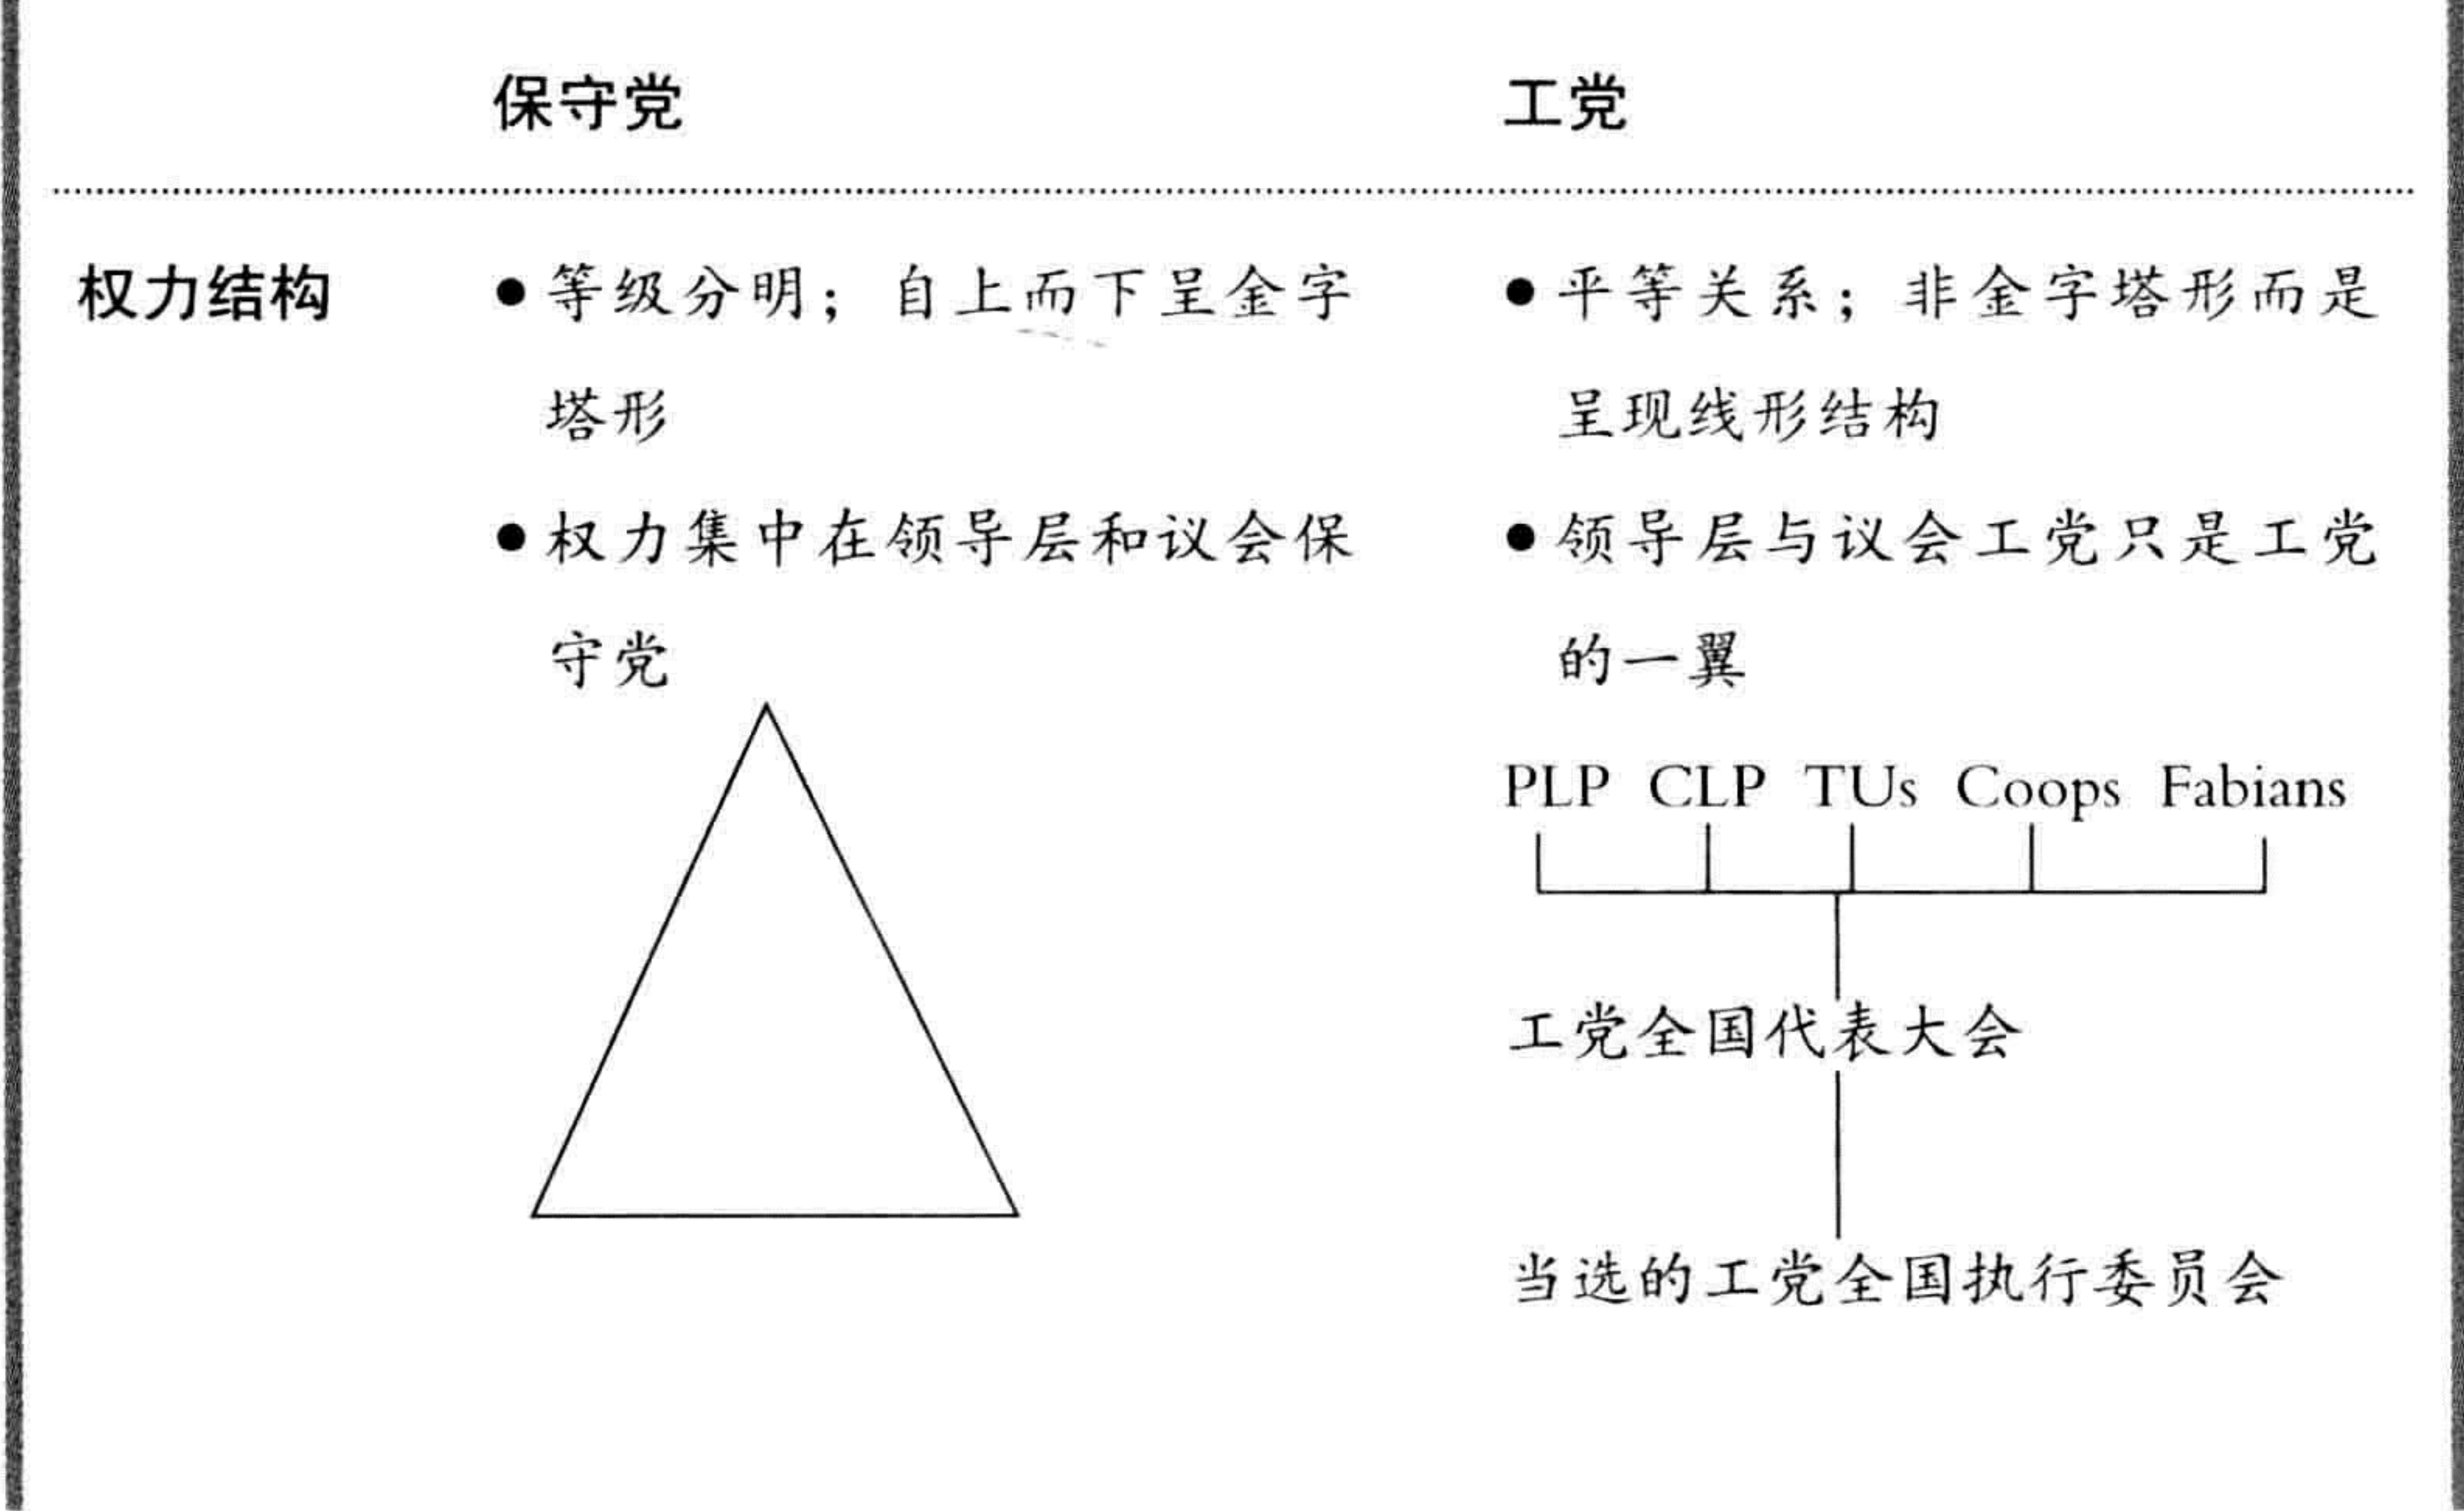 保守党 工党
权力结构
● 等级分明；自上而下呈金字
塔形
● 权力集中在领导层和议会保
守党
● 平等关系；非金字塔形而是
呈现线形结构
● 领导层与议会工党只是工党
的一翼
PLP CLP TUs Coops Fabians
工党全国代表大会
当选的工党全国执行委员会